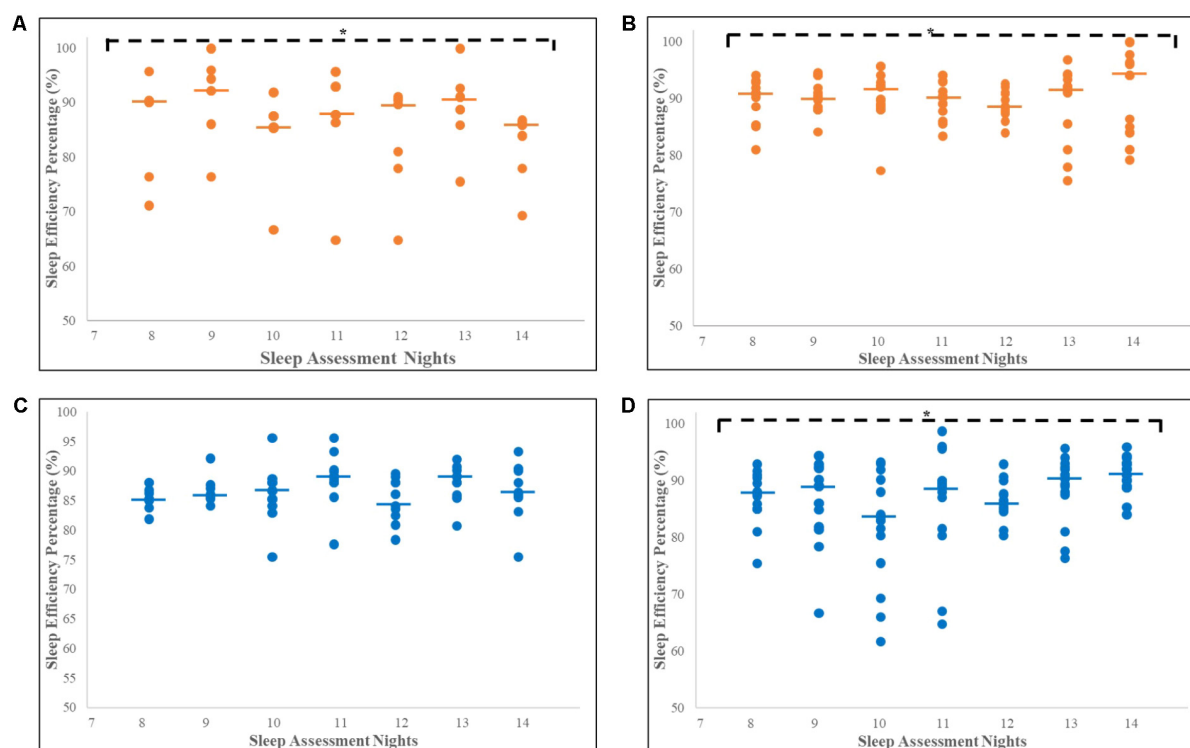 A
*
Sleep Efficiency Percentage (%)
100
90
80
70
60
50
7 8 9 10 11 12 13 14
Sleep Assessment Nights
B
*
Sleep Efficiency Percentage (%)
100
90
80
70
60
50
7 8 9 10 11 12 13 14
Sleep Assessment Nights
C
Sleep Efficiency Percentage (%)
100
95
90
85
80
75
70
65
60
55
50
7 8 9 10 11 12 13 14
Sleep Assessment Nights
D
*
Sleep Efficiency Percentage (%)
100
90
80
70
60
50
7 8 9 10 11 12 13 14
Sleep Assessment Nights